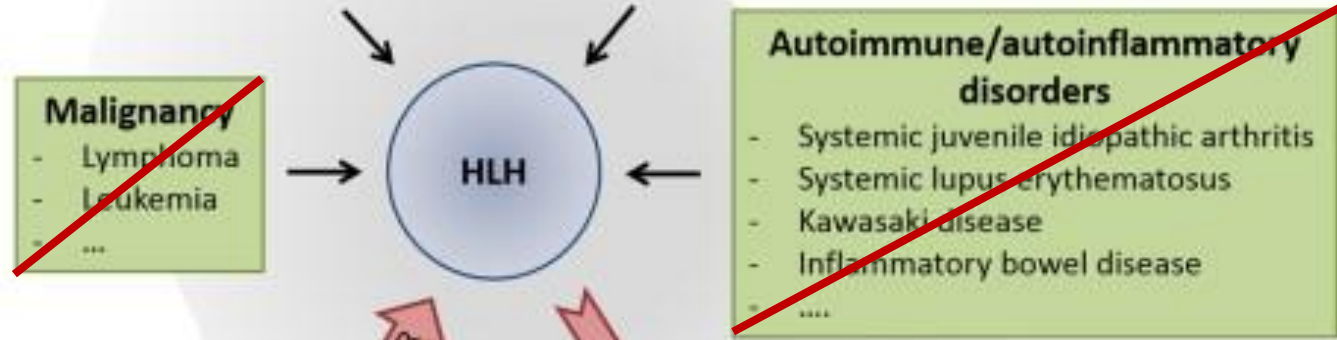 Malignancy
- Lymphoma
- Leukemia
- ...
HLH
Autoimmune/autoinflammatory
disorders
- Systemic juvenile idiopathic arthritis
- Systemic lupus erythematosus
- Kawasaki disease
- Inflammatory bowel disease
- ....